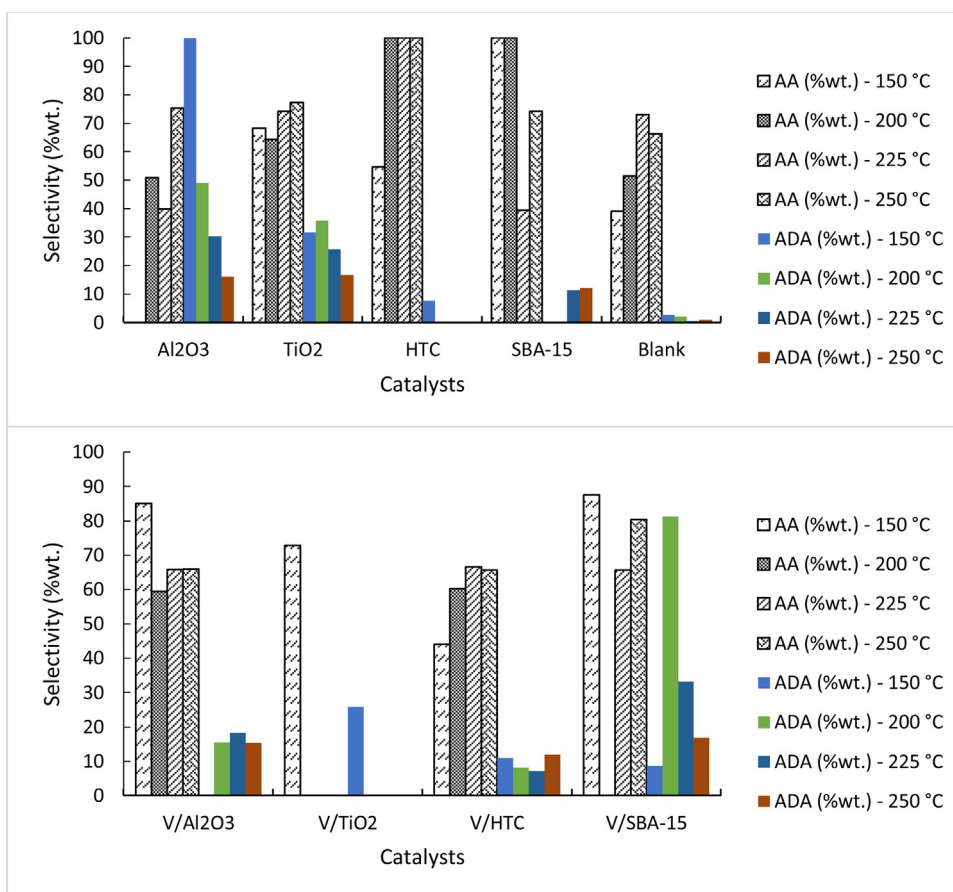 100
90
80
70
60
50
40
30
20
10
0
Selectivity (%wt.)
Al2O3 TiO2 HTC SBA-15 Blank
Catalysts
AA (%wt.) - 150 °C
AA (%wt.) - 200 °C
AA (%wt.) - 225 °C
AA (%wt.) - 250 °C
ADA (%wt.) - 150 °C
ADA (%wt.) - 200 °C
ADA (%wt.) - 225 °C
ADA (%wt.) - 250 °C
100
90
80
70
60
50
40
30
20
10
0
Selectivity (%wt.)
V/Al2O3 V/TiO2 V/HTC V/SBA-15
Catalysts
AA (%wt.) - 150 °C
AA (%wt.) - 200 °C
AA (%wt.) - 225 °C
AA (%wt.) - 250 °C
ADA (%wt.) - 150 °C
ADA (%wt.) - 200 °C
ADA (%wt.) - 225 °C
ADA (%wt.) - 250 °C